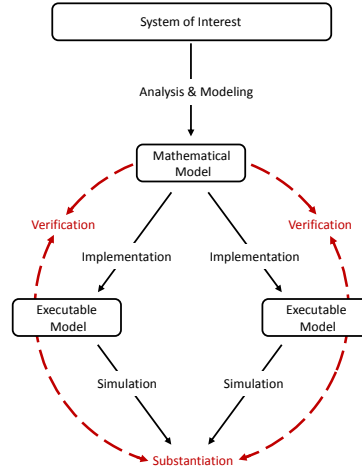 System of Interest
Analysis & Modeling
Mathematical
Model
Verification
Verification
Implementation
Implementation
Executable
Model
Executable
Model
Simulation
Simulation
Substantiation